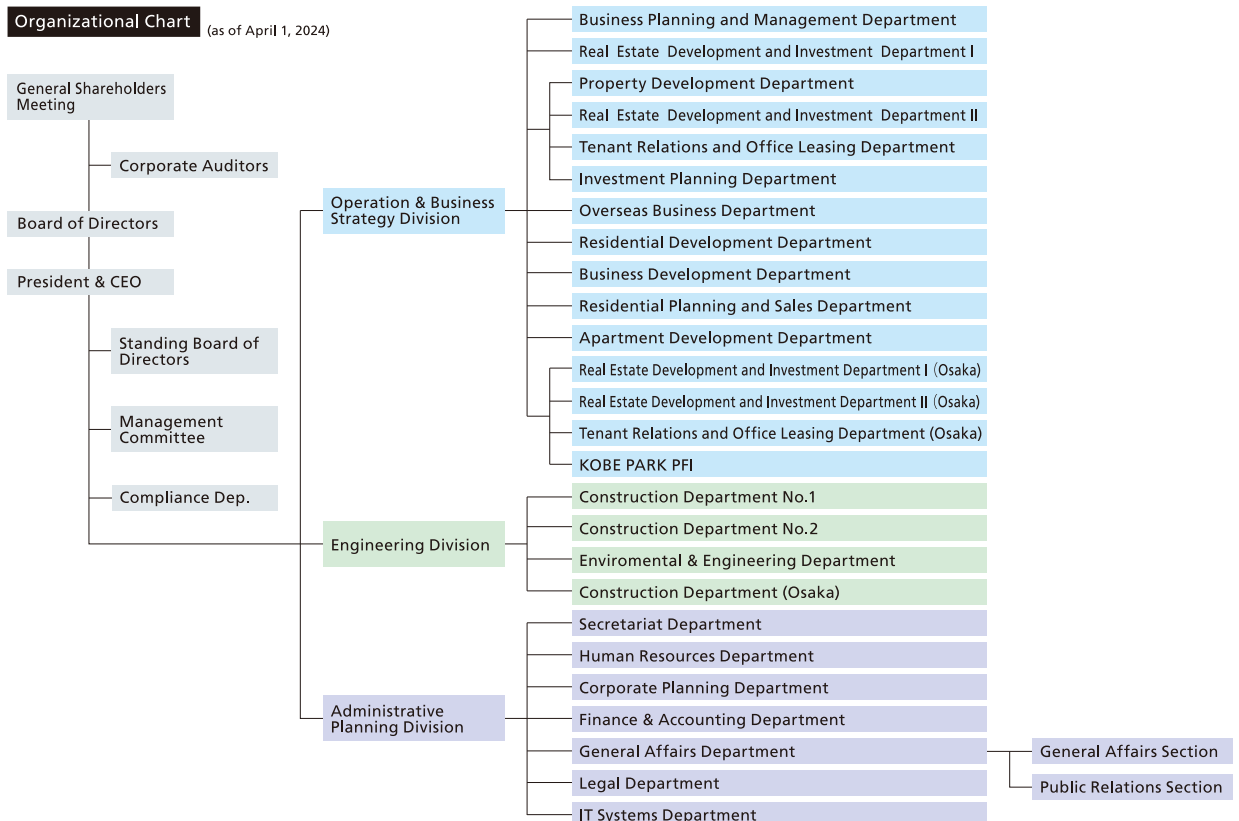 Organizational Chart
(as of April 1, 2024)
General Shareholders
Meeting
Corporate Auditors
Board of Directors
President & CEO
Standing Board of
Directors
Management
Committee
Compliance Dep.
Operation & Business
Strategy Division
Business Planning and Management Department
Real Estate Development and Investment Department I
Property Development Department
Real Estate Development and Investment Department II
Tenant Relations and Office Leasing Department
Investment Planning Department
Overseas Business Department
Residential Development Department
Business Development Department
Residential Planning and Sales Department
Apartment Development Department
Real Estate Development and Investment Department I (Osaka)
Real Estate Development and Investment Department II (Osaka)
Tenant Relations and Office Leasing Department (Osaka)
KOBE PARK PFI
Engineering Division
Construction Department No.1
Construction Department No.2
Enviromental & Engineering Department
Construction Department (Osaka)
Administrative
Planning Division
Secretariat Department
Human Resources Department
Corporate Planning Department
Finance & Accounting Department
General Affairs Department
General Affairs Section
Public Relations Section
Legal Department
IT Systems Department